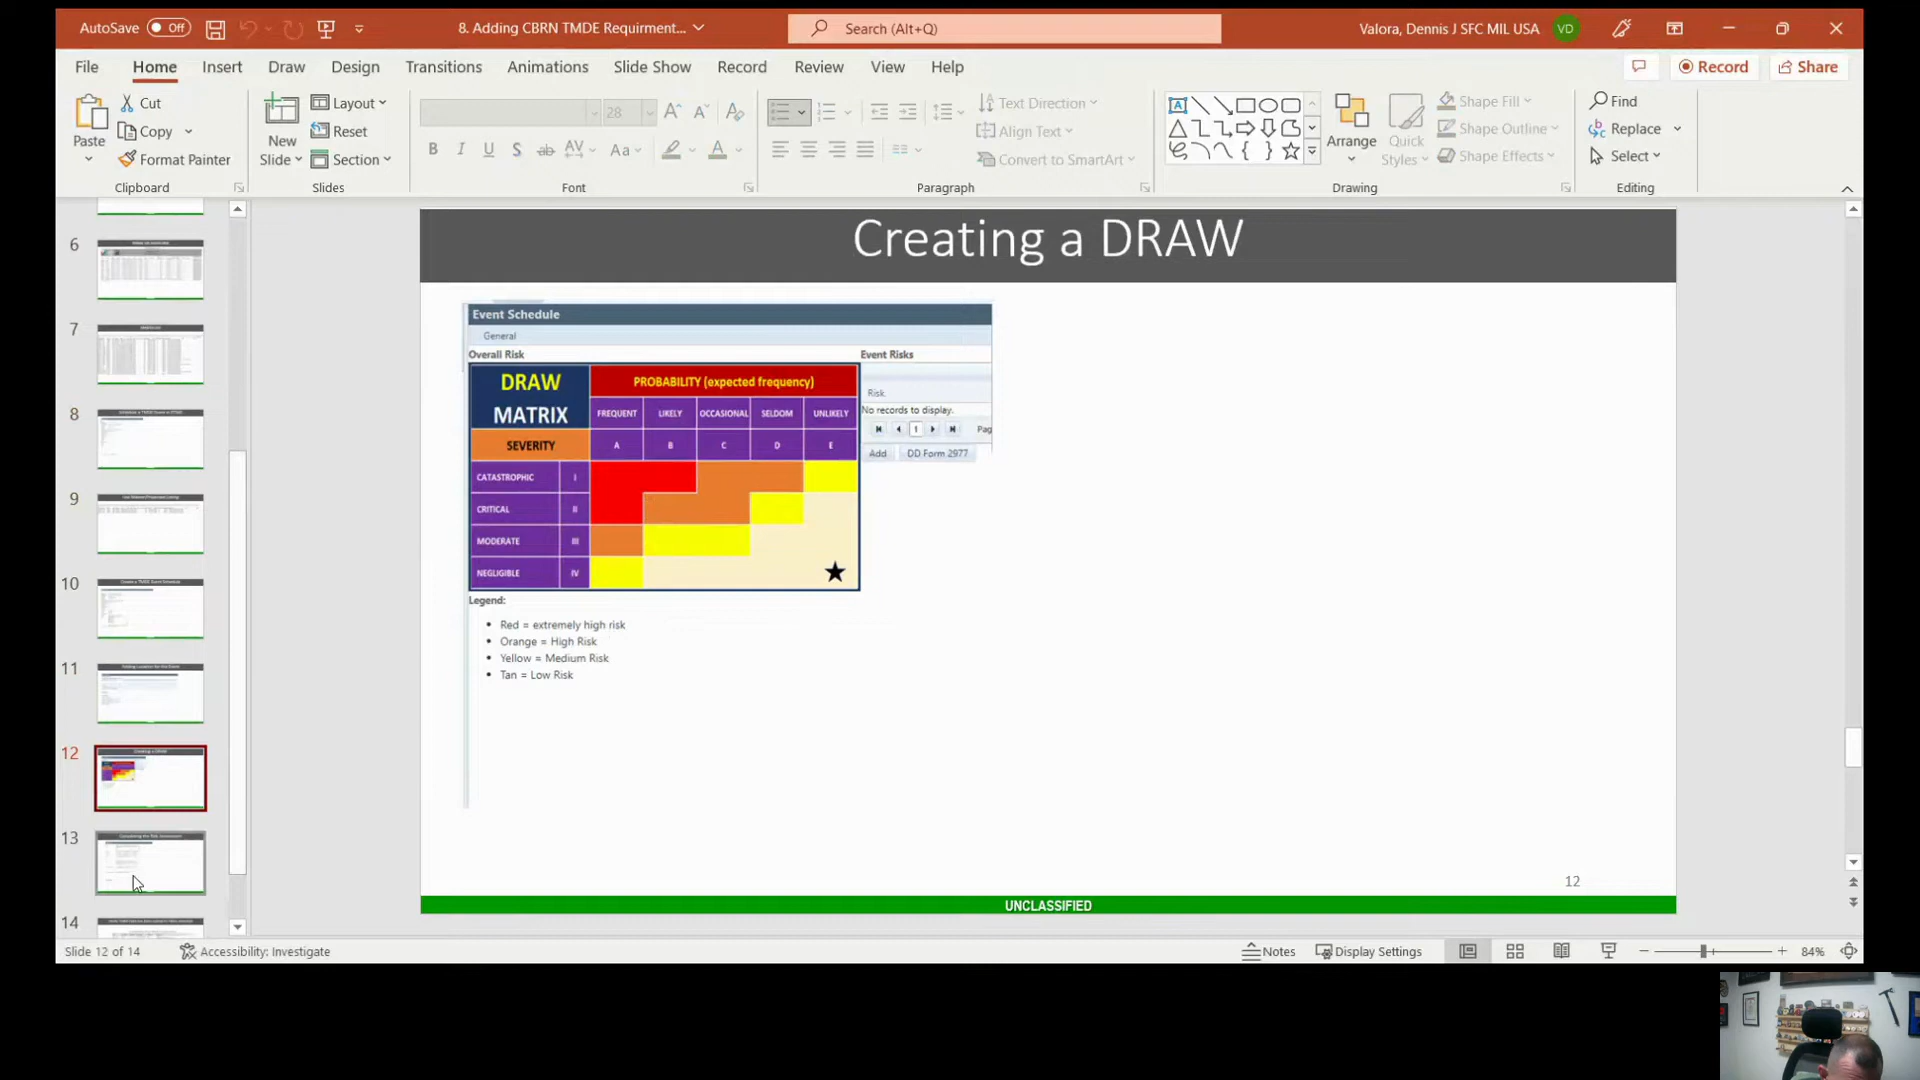 AutoSave Off 8. Adding CBRN TMDE Requirment... Search (Alt+Q) Valora, Dennis J SFC MIL USA VD
File Home Insert Draw Design Transitions Animations Slide Show Record Review View Help Record Share
Paste Cut Copy Format Painter Clipboard
New Slide Layout Reset Section Slides
28 Font
Text Direction Align Text Convert to SmartArt Paragraph
Arrange Quick Styles Shape Fill Shape Outline Shape Effects Drawing
Find Replace Select Editing
6
7
8
9
10
11
12
13
14
Creating a DRAW
Event Schedule
General
Overall Risk Event Risks
DRAW MATRIX PROBABILITY (expected frequency)
FREQUENT LIKELY OCCASIONAL SELDOM UNLIKELY
SEVERITY A B C D E
CATASTROPHIC I
CRITICAL II
MODERATE III
NEGLIGIBLE IV
Risk
No records to display.
1 Pag
Add DD Form 2977
Legend:
• Red = extremely high risk
• Orange = High Risk
• Yellow = Medium Risk
• Tan = Low Risk
12
UNCLASSIFIED
Slide 12 of 14 Accessibility: Investigate Notes Display Settings 84%